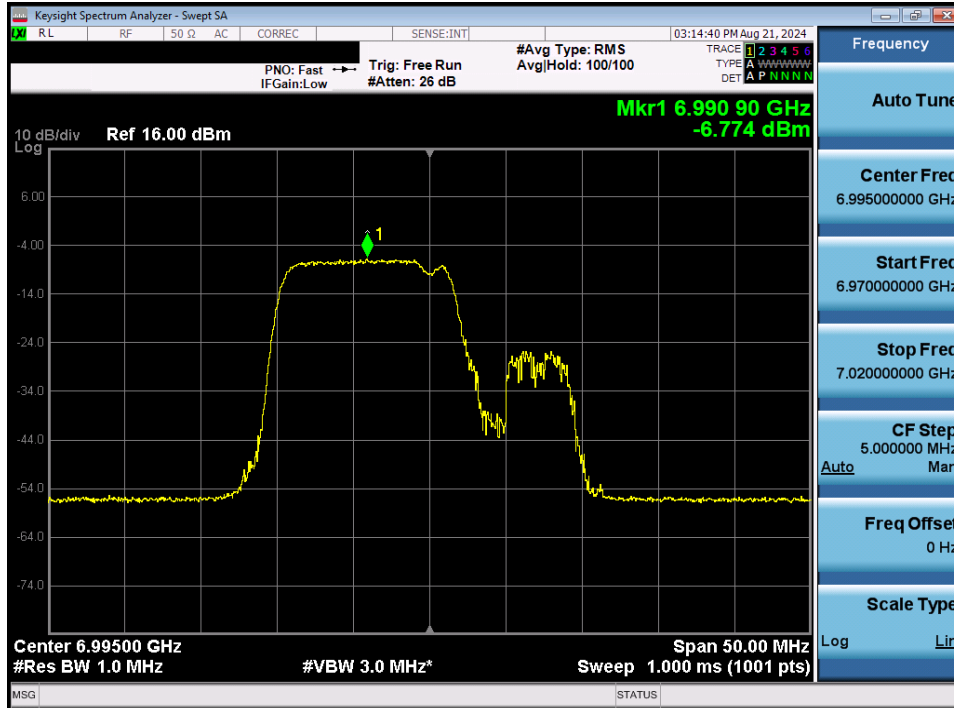 Keysight Spectrum Analyzer - Swept SA
LXI RL RF 50 Ω AC CORREC SENSE:INT 03:14:40 PM Aug 21, 2024
PNO: Fast
IFGain:Low
Trig: Free Run
#Atten: 26 dB
#Avg Type: RMS
Avg|Hold: 100/100
TRACE 1 2 3 4 5 6
TYPE A WWWWW
DET A P N N N N
Mkr1 6.990 90 GHz
-6.774 dBm
10 dB/div Ref 16.00 dBm
Log
1
6.00
-4.00
-14.0
-24.0
-34.0
-44.0
-54.0
-64.0
-74.0
Center 6.99500 GHz Span 50.00 MHz
#Res BW 1.0 MHz #VBW 3.0 MHz* Sweep 1.000 ms (1001 pts)
MSG STATUS
Frequency
Auto Tune
Center Freq
6.995000000 GHz
Start Freq
6.970000000 GHz
Stop Freq
7.020000000 GHz
CF Step
5.000000 MHz
Auto Man
Freq Offset
0 Hz
Scale Type
Log Lin